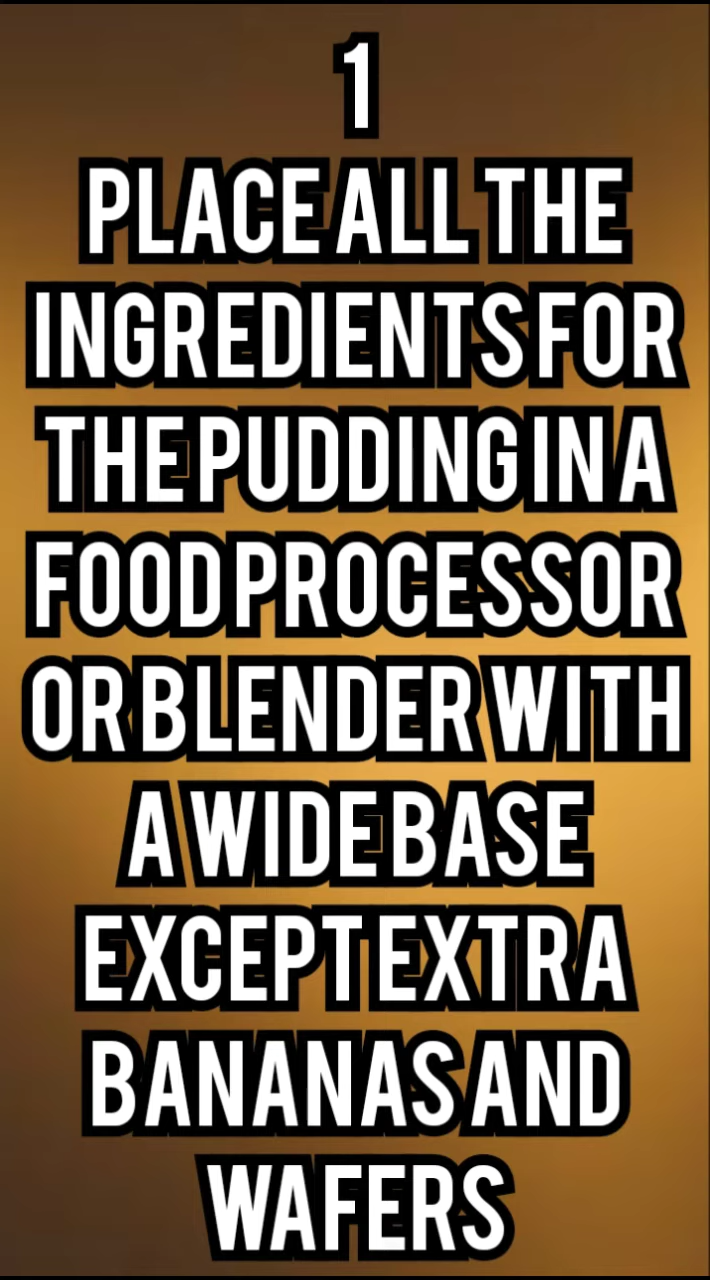 1
PLACE ALL THE
INGREDIENTS FOR
THE PUDDING IN A
FOOD PROCESSOR
OR BLENDER WITH
A WIDE BASE
EXCEPT EXTRA
BANANAS AND
WAFERS